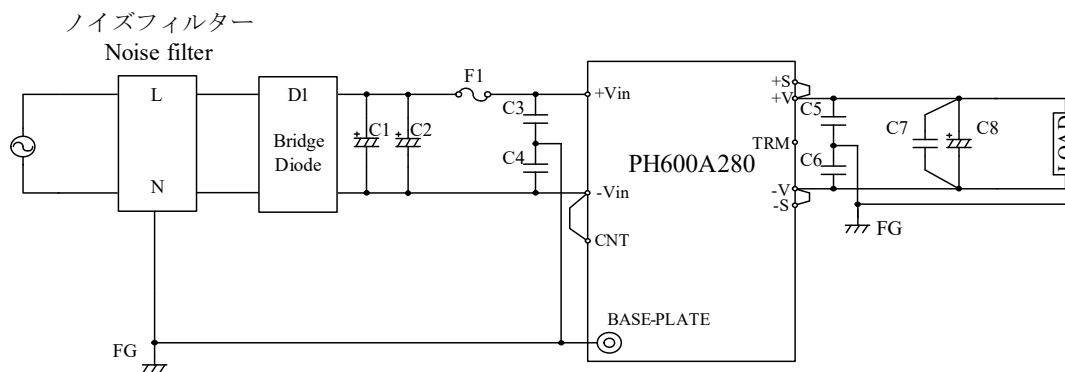 ノイズフィルター
Noise filter
L
N
D1
Bridge
Diode
C1
C2
F1
C3
C4
+Vin
-Vin
CNT
PH600A280
BASE-PLATE
+S
+V
TRM
-V
-S
C5
C6
C7
C8
LOAD
FG
FG